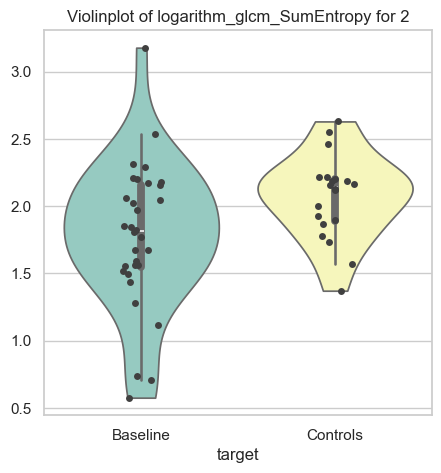 Violinplot of logarithm_glcm_SumEntropy for 2
3.0
2.5
2.0
1.5
1.0
0.5
Baseline
Controls
target